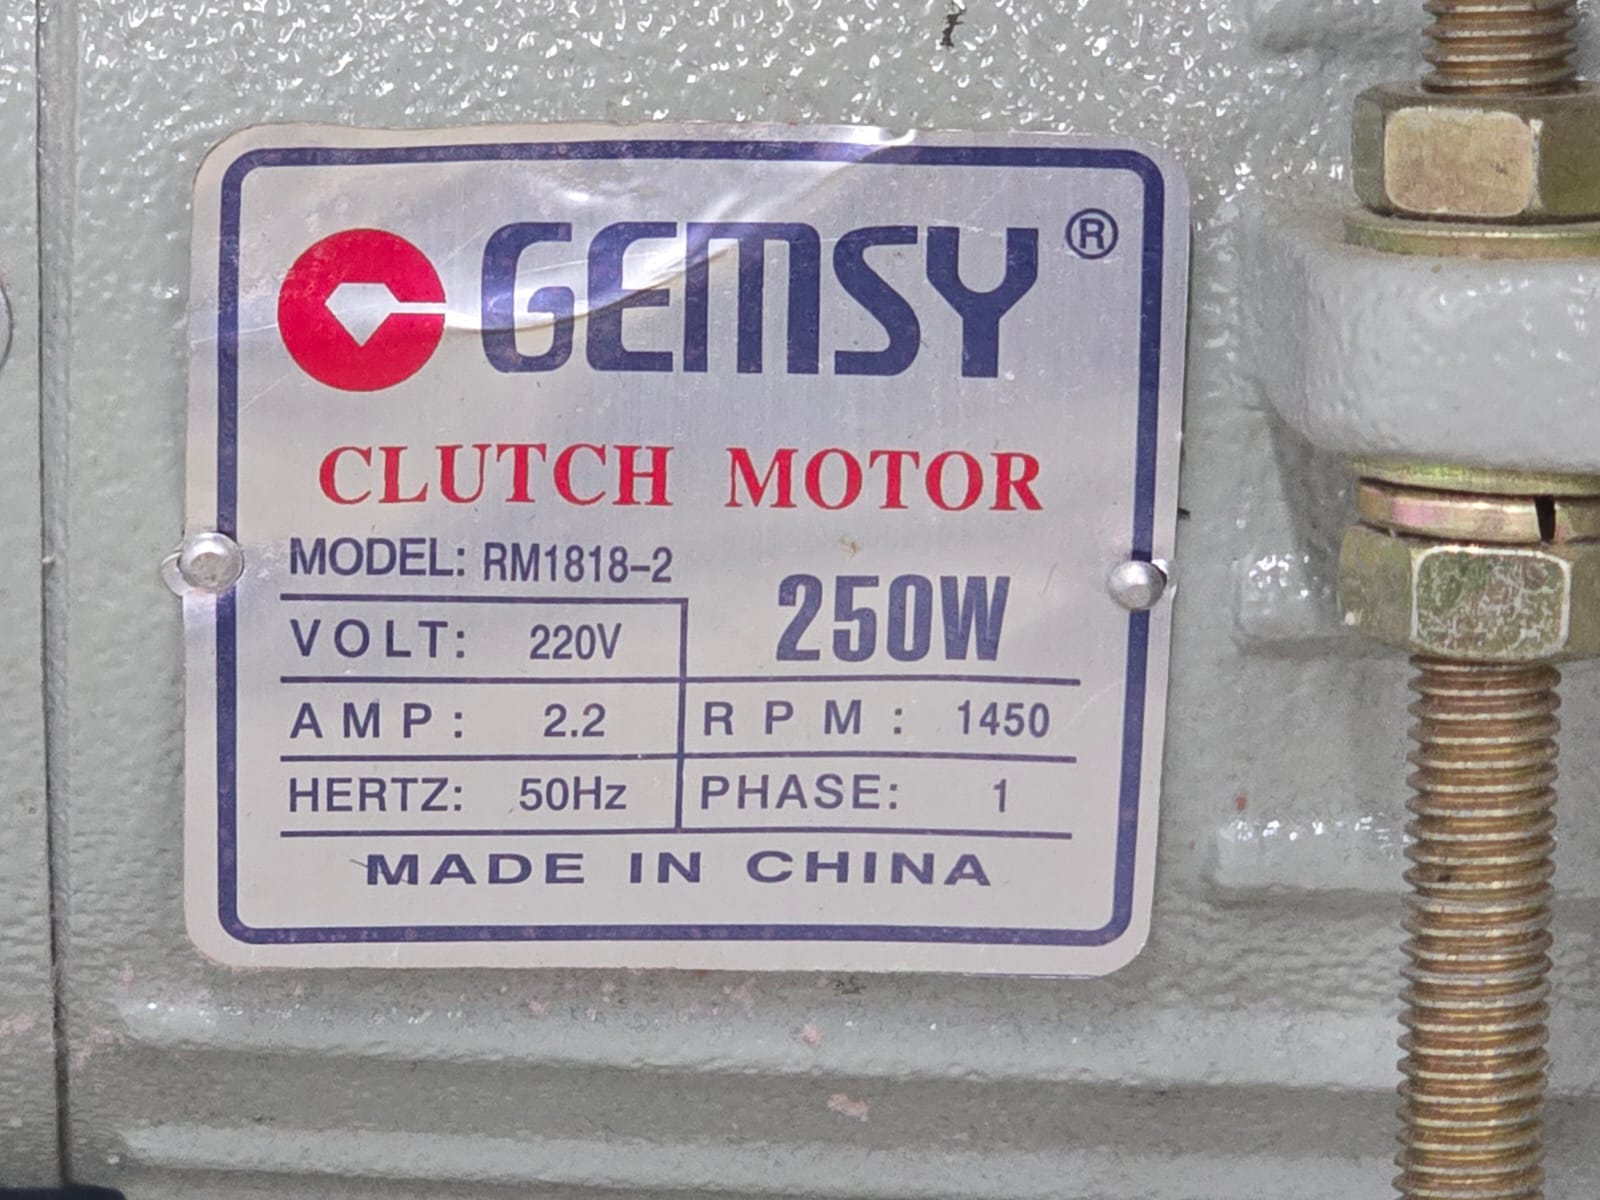 GEMSY ®
CLUTCH MOTOR
MODEL: RM1818-2
250W
VOLT: 220V
AMP: 2.2 RPM: 1450
HERTZ: 50Hz PHASE: 1
MADE IN CHINA